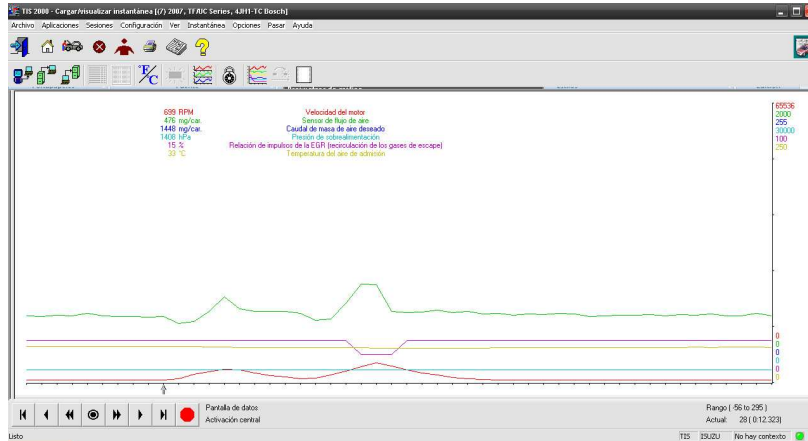 TIS 2000 - Cargar/visualizar instantánea [(7) 2007, TF/UC Series, 4JH1-TC Bosch]
Archivo Aplicaciones Sesiones Configuración Ver Instantánea Opciones Pasar Ayuda
°F/C
699 RPM Velocidad del motor
476 mg/car. Sensor de flujo de aire
1448 mg/car. Caudal de masa de aire deseado
1408 hPa Presión de sobrealimentación
15 % Relación de impulsos de la EGR (recirculación de los gases de escape)
33 °C Temperatura del aire de admisión
65536
2000
255
30000
100
250
0
0
0
0
0
0
Pantalla de datos
Activación central
Rango ( -56 to 295 )
Actual: 28 ( 0:12.323)
Listo
TIS ISUZU No hay contexto